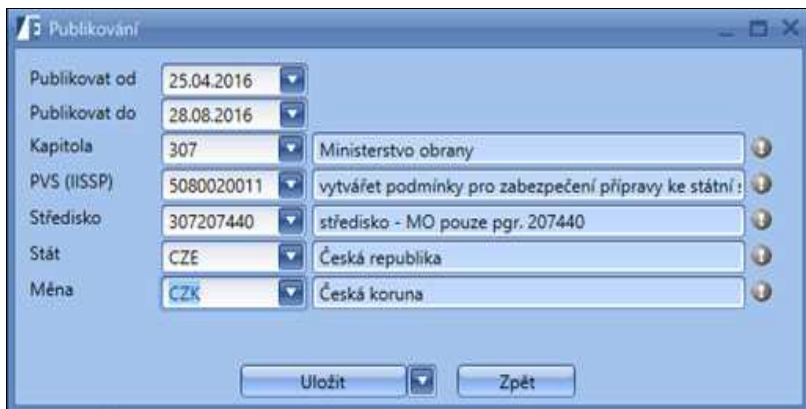 Publikování
Publikovat od 25.04.2016
Publikovat do 28.08.2016
Kapitola 307 Ministerstvo obrany
PVS (IISSP) 5080020011 vytvářet podmínky pro zabezpečení přípravy ke státní s
Středisko 307207440 středisko - MO pouze pgr. 207440
Stát CZE Česká republika
Měna CZK Česká koruna
Uložit Zpět